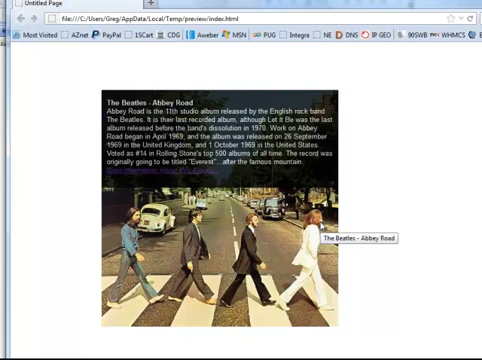 Untitled Page
file:///C:/Users/Greg/AppData/Local/Temp/preview/index.html
Most Visited AZnet PayPal 1SCart CDG Aweber MSN PUG Integra NE DNS IP GEO 90SWB WHMCS
The Beatles - Abbey Road
Abbey Road is the 11th studio album released by the English rock band
The Beatles. It is their last recorded album, although Let It Be was the last
album released before the band's dissolution in 1970. Work on Abbey
Road began in April 1969, and the album was released on 26 September
1969 in the United Kingdom, and 1 October 1969 in the United States.
Voted as #14 in Rolling Stone's top 500 albums of all time. The record was
originally going to be titled "Everest"...after the famous mountain.
The Beatles - Abbey Road